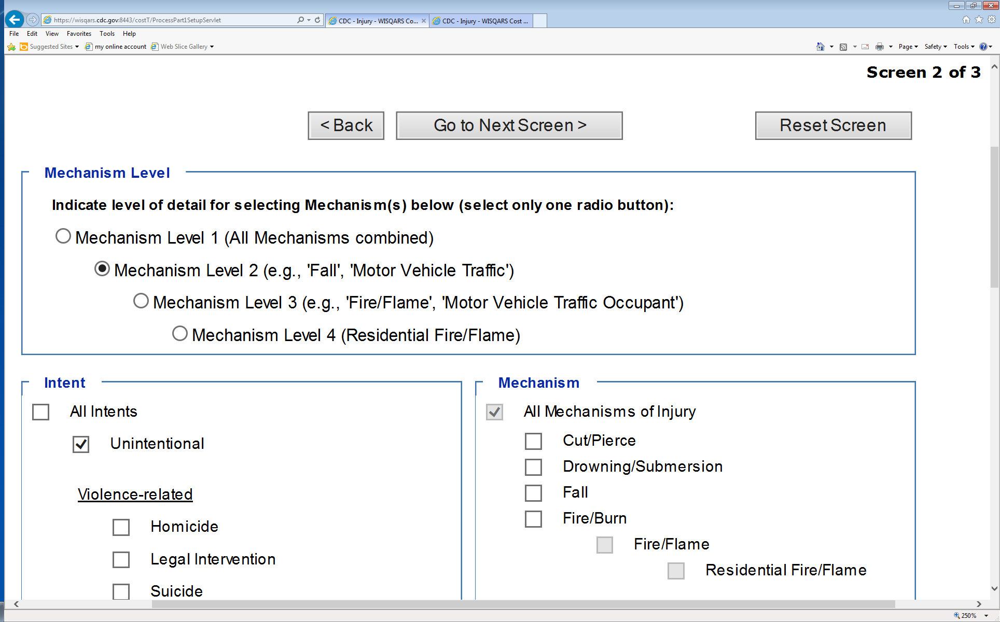 https://wisqars.cdc.gov:8443/costT/ProcessPart1SetupServlet
CDC - Injury - WISQARS Co...
CDC - Injury - WISQARS Cost ...
File Edit View Favorites Tools Help
Suggested Sites my online account Web Slice Gallery Page Safety Tools
Screen 2 of 3
< Back Go to Next Screen > Reset Screen
Mechanism Level
Indicate level of detail for selecting Mechanism(s) below (select only one radio button):
Mechanism Level 1 (All Mechanisms combined)
Mechanism Level 2 (e.g., 'Fall', 'Motor Vehicle Traffic')
Mechanism Level 3 (e.g., 'Fire/Flame', 'Motor Vehicle Traffic Occupant')
Mechanism Level 4 (Residential Fire/Flame)
Intent
All Intents
Unintentional
Violence-related
Homicide
Legal Intervention
Suicide
Mechanism
All Mechanisms of Injury
Cut/Pierce
Drowning/Submersion
Fall
Fire/Burn
Fire/Flame
Residential Fire/Flame
250%